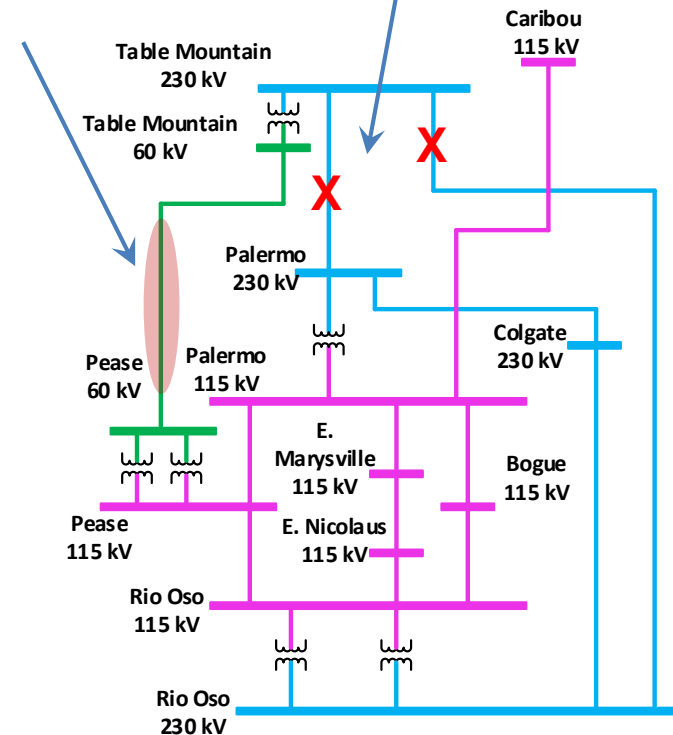 Caribou
115 kV
Table Mountain
230 kV
Table Mountain
60 kV
X
X
Palermo
230 kV
Colgate
230 kV
Pease
60 kV
Palermo
115 kV
E.
Marysville
115 kV
Bogue
115 kV
E. Nicolaus
115 kV
Pease
115 kV
Rio Oso
115 kV
Rio Oso
230 kV